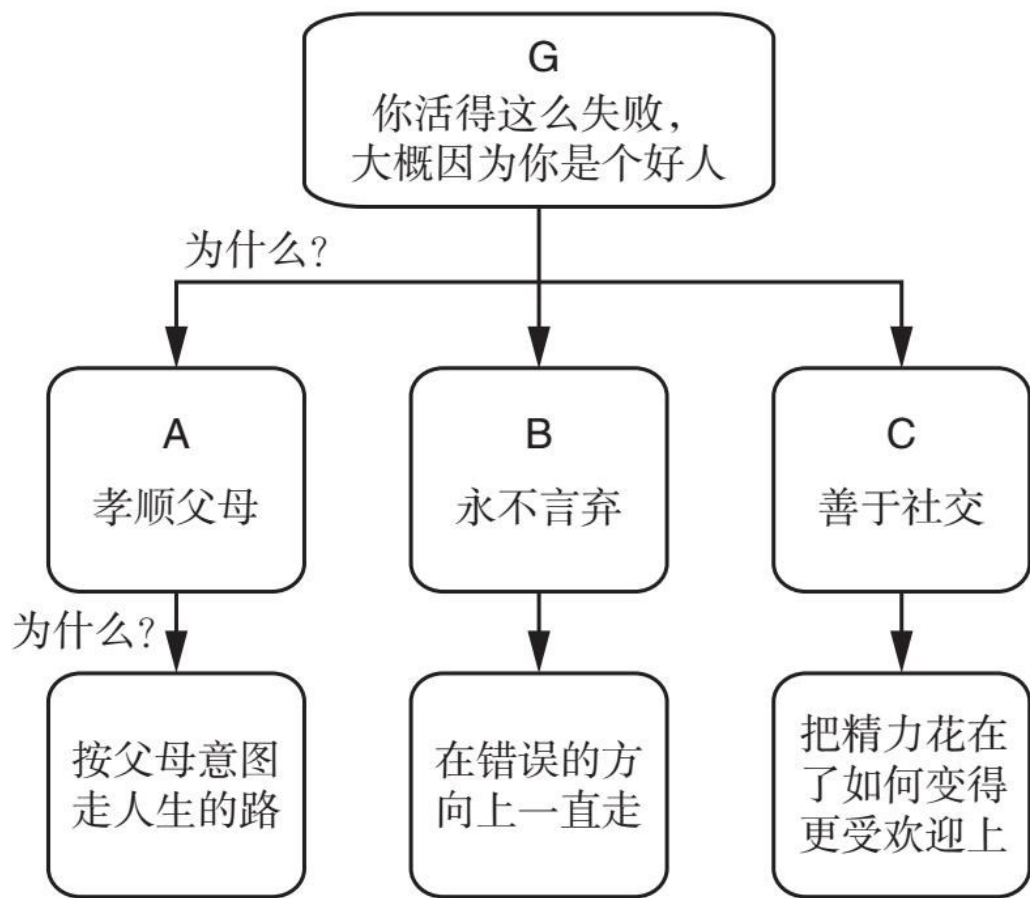 G
你活得这么失败，
大概因为你是个好人
为什么？
A
孝顺父母
B
永不言弃
C
善于社交
为什么？
按父母意图
走人生的路
在错误的方
向上一直走
把精力花在
了如何变得
更受欢迎上